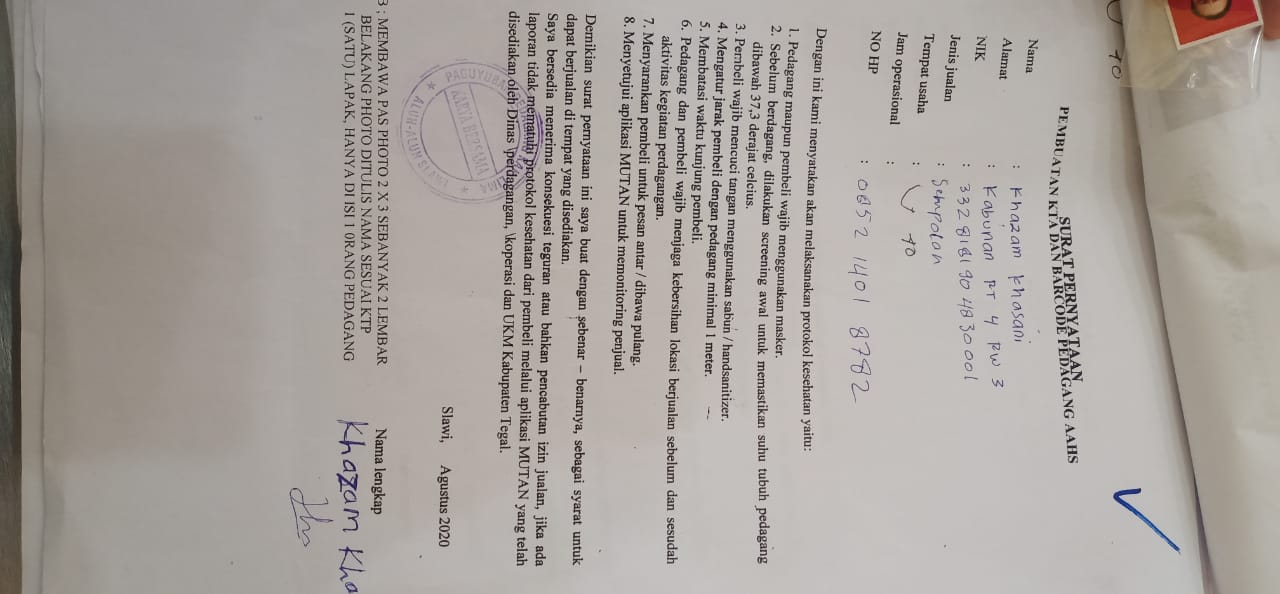 40
SURAT PERNYATAAN
PEMBUATAN KTA DAN BARCODE PEDAGANG AAHS
Nama : Khazam Khasani
Alamat : Kabunan RT 4 RW 3
NIK : 3328181904830001
Jenis jualan : Sempolan
Tempat usaha : 40
Jam operasional :
NO HP : 0852 1401 8782
Dengan ini kami menyatakan akan melaksanakan protokol kesehatan yaitu:
1. Pedagang maupun pembeli wajib menggunakan masker.
2. Sebelum berdagang, dilakukan screening awal untuk memastikan suhu tubuh pedagang
dibawah 37,3 derajat celcius.
3. Pembeli wajib mencuci tangan menggunakan sabun / handsanitizer.
4. Mengatur jarak pembeli dengan pedagang minimal 1 meter.
5. Membatasi waktu kunjung pembeli.
6. Pedagang dan pembeli wajib menjaga kebersihan lokasi berjualan sebelum dan sesudah
aktivitas kegiatan perdagangan.
7. Menyarankan pembeli untuk pesan antar / dibawa pulang.
8. Menyetujui aplikasi MUTAN untuk memonitoring penjual.
Demikian surat pernyataan ini saya buat dengan sebenar – benarnya, sebagai syarat untuk
dapat berjualan di tempat yang disediakan.
Saya bersedia menerima konsekuesi teguran atau bahkan pencabutan izin jualan, jika ada
laporan tidak mematuhi protokol kesehatan dari pembeli melalui aplikasi MUTAN yang telah
disediakan oleh Dinas \perdagangan, \koperasi dan UKM Kabupaten Tegal.
ALUN-ALUN SLAWI
Slawi, Agustus 2020
Nama lengkap
Khazam Kha
B ; MEMBAWA PAS PHOTO 2 X 3 SEBANYAK 2 LEMBAR
BELAKANG PHOTO DITULIS NAMA SESUAI KTP
1 (SATU) LAPAK, HANYA DI ISI 1 0RANG PEDAGANG